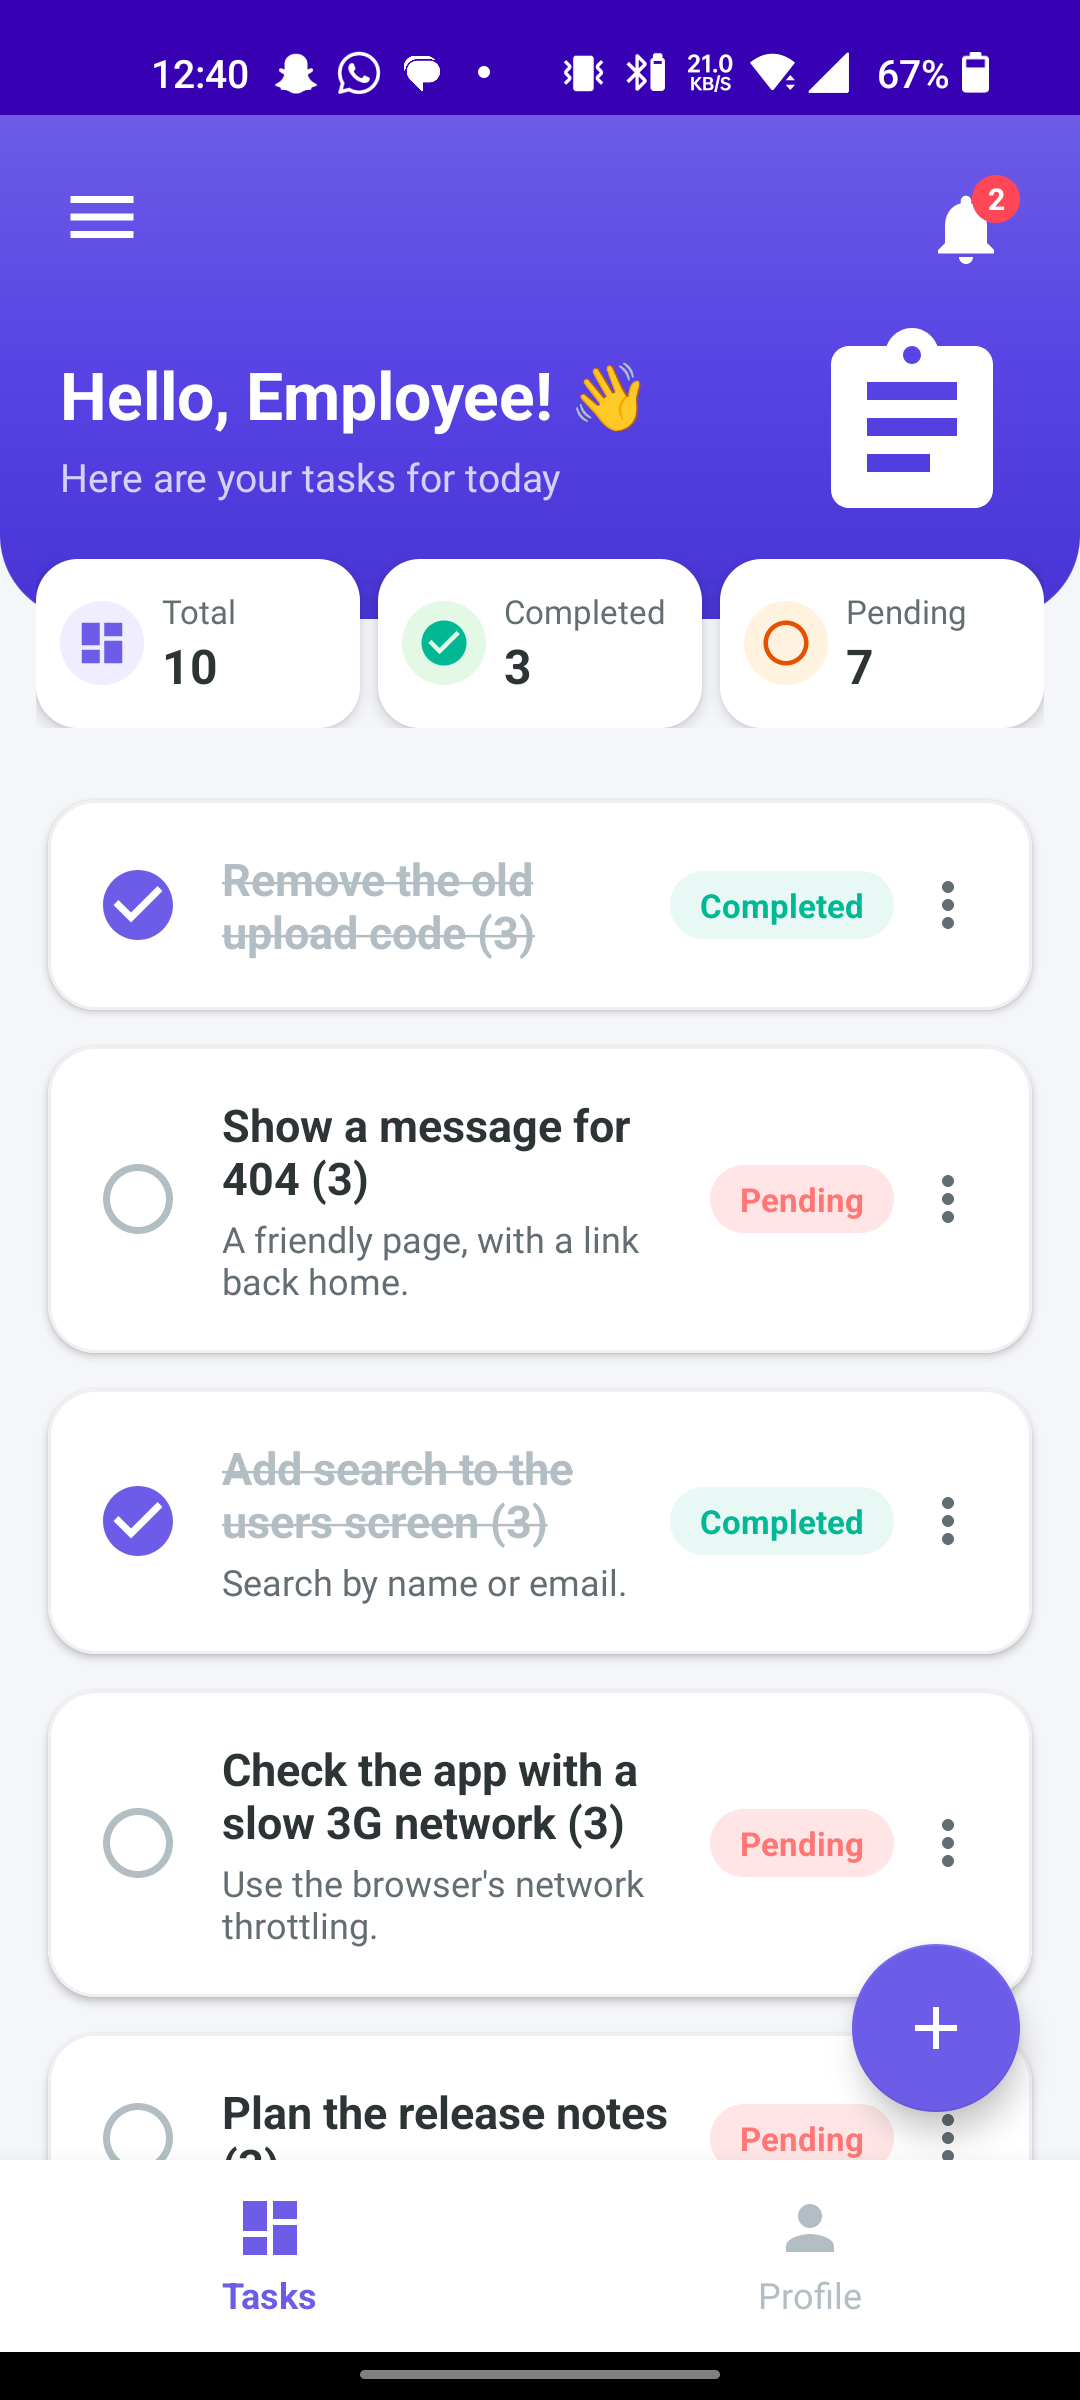 12:40
21.0
KB/S
67%
2
Hello, Employee! 👋
Here are your tasks for today
Total
10
Completed
3
Pending
7
Remove the old
upload code (3)
Completed
Show a message for
404 (3)
A friendly page, with a link
back home.
Pending
Add search to the
users screen (3)
Search by name or email.
Completed
Check the app with a
slow 3G network (3)
Use the browser's network
throttling.
Pending
Plan the release notes
Pending
Tasks
Profile